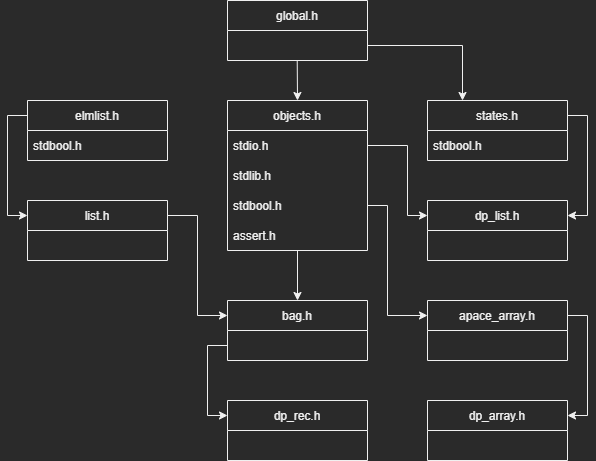 global.h
elmlist.h
stdbool.h
objects.h
stdio.h
stdlib.h
stdbool.h
assert.h
states.h
stdbool.h
list.h
dp_list.h
bag.h
apace_array.h
dp_rec.h
dp_array.h